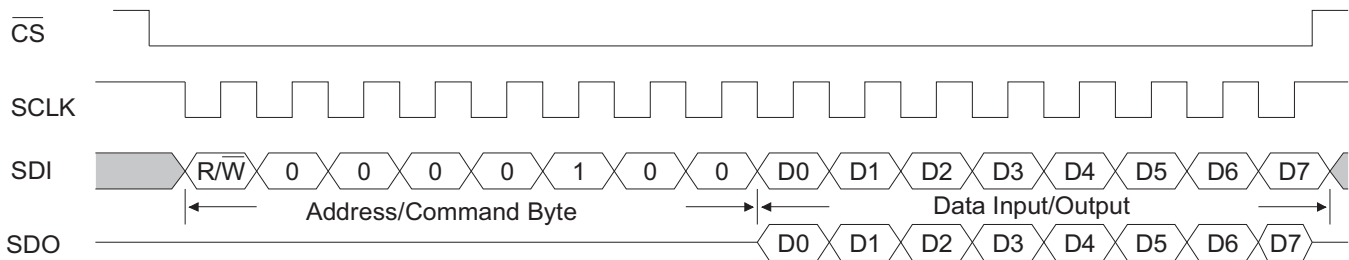 C̅S̅
SCLK
SDI R/W̅ 0 0 0 0 1 0 0 D0 D1 D2 D3 D4 D5 D6 D7
Address/Command Byte Data Input/Output
SDO D0 D1 D2 D3 D4 D5 D6 D7